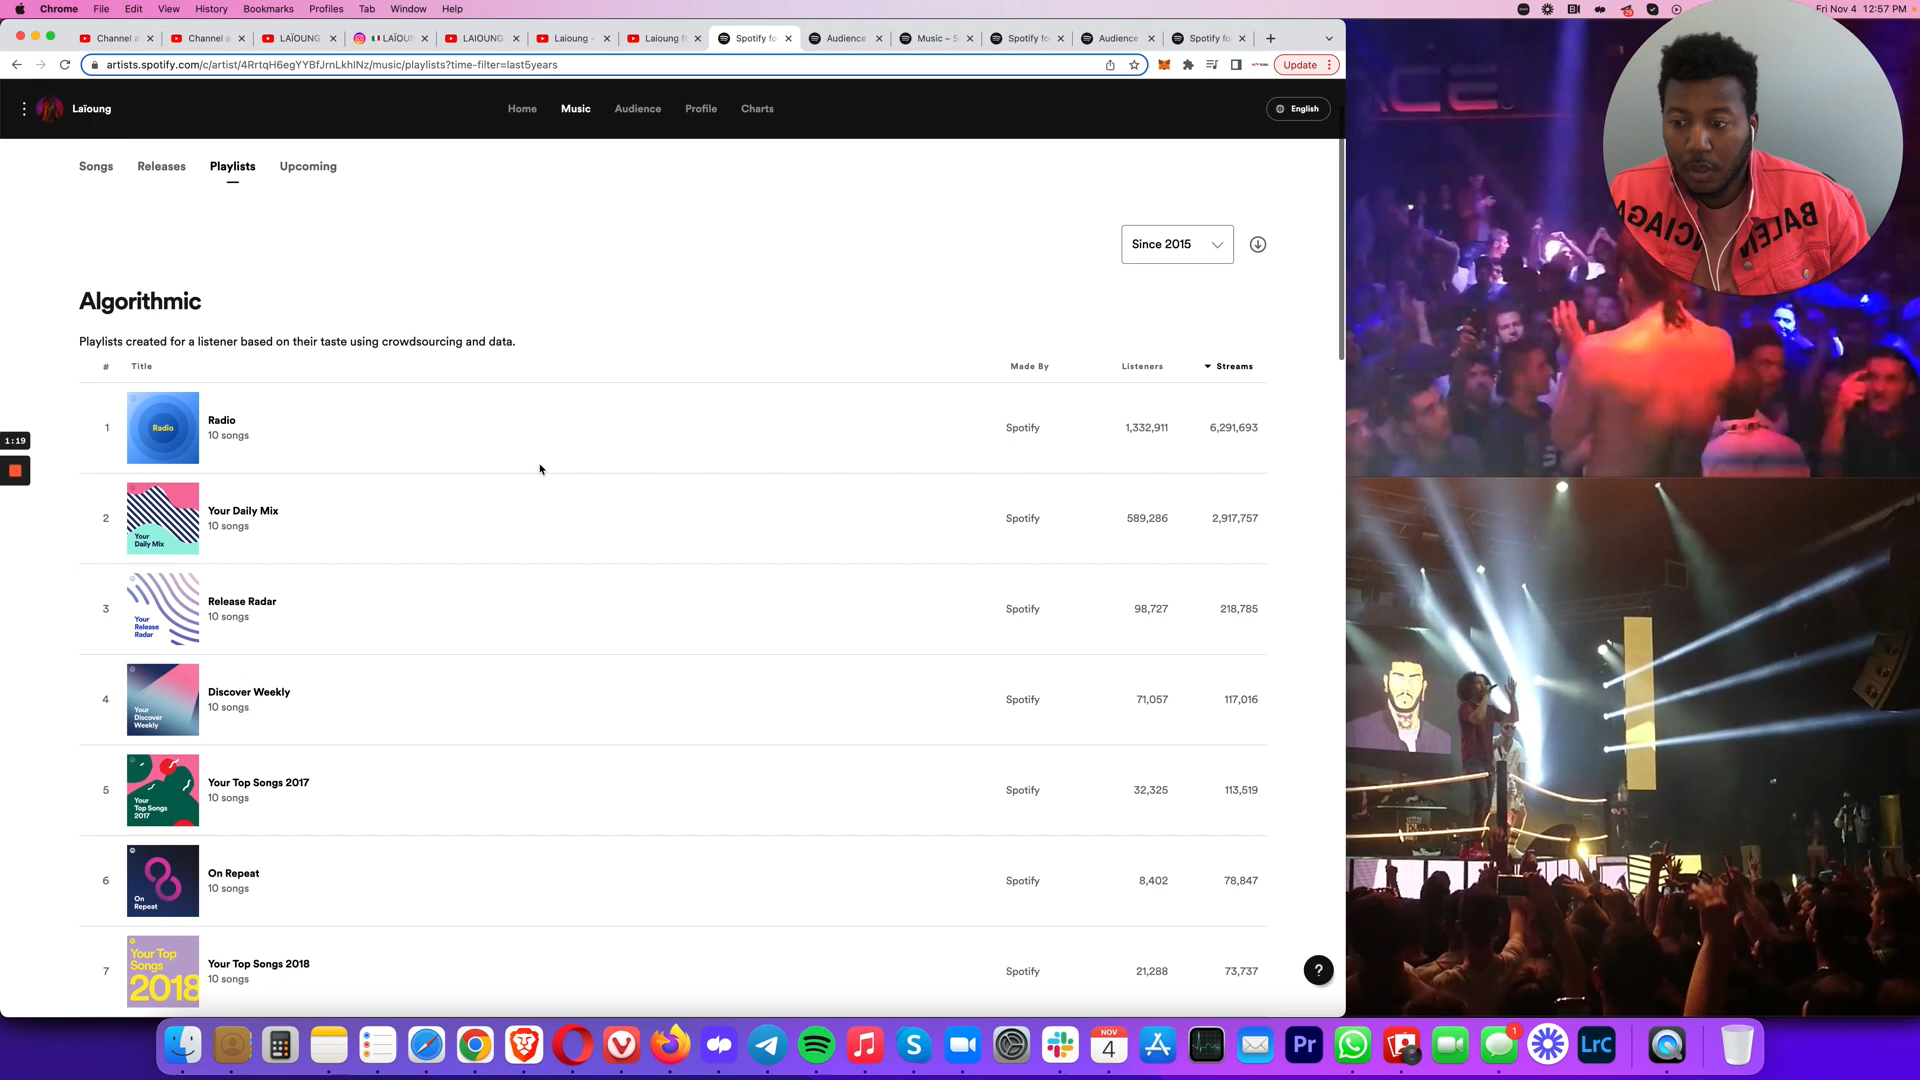 Chrome File Edit View History Bookmarks Profiles Tab Window Help
29
Fri Nov 4 12:57 PM
Channel a
Channel a
LAÏOUNG
LAÏOUN
LAIOUNG
Laioung -
Laioung f
Spotify fo
Audience
Music – S
Spotify fo
Audience
Spotify fo
artists.spotify.com/c/artist/4RrtqH6egYYBfJrnLkhINz/music/playlists?time-filter=last5years
Update
Laïoung
Home Music Audience Profile Charts
English
Songs Releases Playlists Upcoming
Since 2015
Algorithmic
Playlists created for a listener based on their taste using crowdsourcing and data.
# Title Made By Listeners Streams
1 Radio Radio Spotify 1,332,911 6,291,693
10 songs
1:19
2 Your Daily Mix Spotify 589,286 2,917,757
10 songs
Your
Daily Mix
3 Release Radar Spotify 98,727 218,785
10 songs
Your
Release
Radar
4 Discover Weekly Spotify 71,057 117,016
10 songs
Your
Discover
Weekly
5 Your Top Songs 2017 Spotify 32,325 113,519
10 songs
Your
Top Songs
2017
6 On Repeat Spotify 8,402 78,847
10 songs
On
Repeat
7 Your Top Songs 2018 Spotify 21,288 73,737
10 songs
Your Top
Songs
2018
?
ACE.
BALENCIAGA
NOV
4
Pr
1
LrC